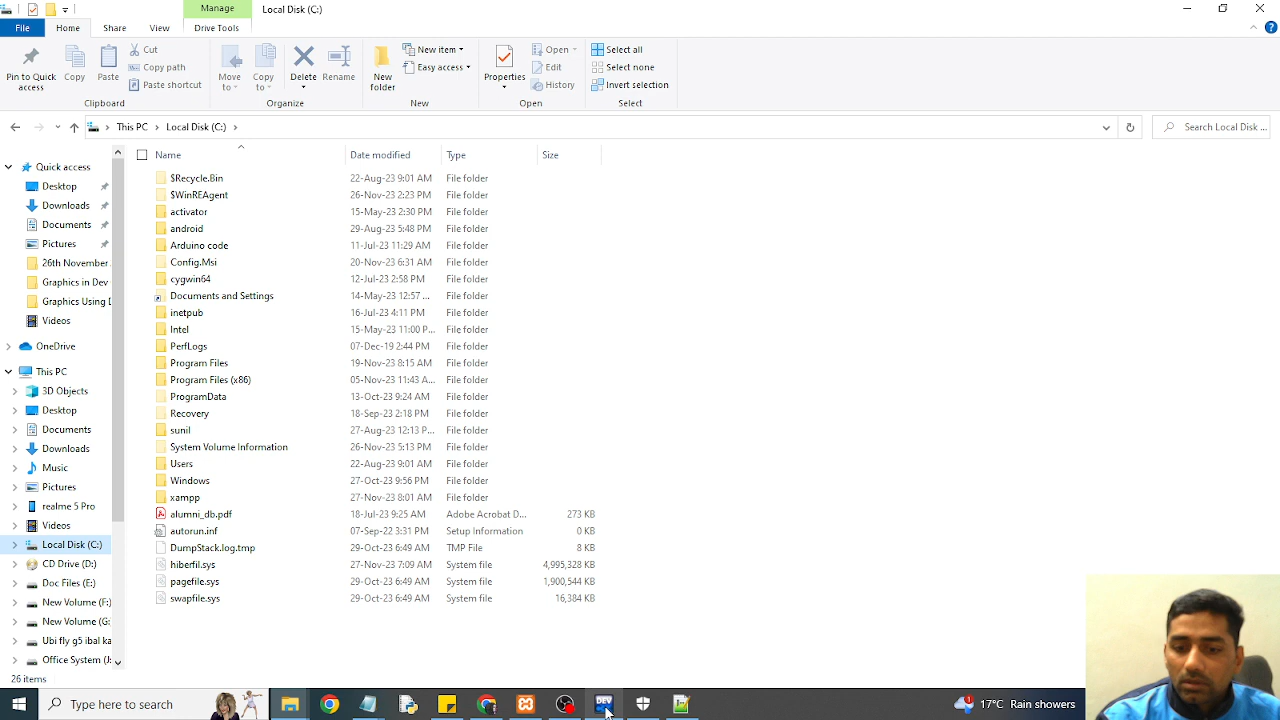 Manage
Local Disk (C:)
File
Home
Share
View
Drive Tools
Pin to Quick access
Copy
Paste
Cut
Copy path
Paste shortcut
Clipboard
Move to
Copy to
Delete
Rename
Organize
New folder
New item
Easy access
New
Properties
Open
Edit
History
Open
Select all
Select none
Invert selection
Select
This PC > Local Disk (C:) >
Search Local Disk ...
Name Date modified Type Size
Quick access
Desktop
Downloads
Documents
Pictures
26th November
Graphics in Dev
Graphics Using
Videos
OneDrive
This PC
3D Objects
Desktop
Documents
Downloads
Music
Pictures
realme 5 Pro
Videos
Local Disk (C:)
CD Drive (D:)
Doc Files (E:)
New Volume (F:)
New Volume (G:
Ubi fly g5 ibal ka
Office System (
$Recycle.Bin 22-Aug-23 9:01 AM File folder
$WinREAgent 26-Nov-23 2:23 PM File folder
activator 15-May-23 2:30 PM File folder
android 29-Aug-23 5:48 PM File folder
Arduino code 11-Jul-23 11:29 AM File folder
Config.Msi 20-Nov-23 6:31 AM File folder
cygwin64 12-Jul-23 2:58 PM File folder
Documents and Settings 14-May-23 12:57 ... File folder
inetpub 16-Jul-23 4:11 PM File folder
Intel 15-May-23 11:00 P... File folder
PerfLogs 07-Dec-19 2:44 PM File folder
Program Files 19-Nov-23 8:15 AM File folder
Program Files (x86) 05-Nov-23 11:43 A... File folder
ProgramData 13-Oct-23 9:24 AM File folder
Recovery 18-Sep-23 2:18 PM File folder
sunil 27-Aug-23 12:13 P... File folder
System Volume Information 26-Nov-23 5:13 PM File folder
Users 22-Aug-23 9:01 AM File folder
Windows 27-Oct-23 9:56 PM File folder
xampp 27-Nov-23 8:01 AM File folder
alumni_db.pdf 18-Jul-23 9:25 AM Adobe Acrobat D... 273 KB
autorun.inf 07-Sep-22 3:31 PM Setup Information 0 KB
DumpStack.log.tmp 29-Oct-23 6:49 AM TMP File 8 KB
hiberfil.sys 27-Nov-23 7:09 AM System file 4,995,328 KB
pagefile.sys 29-Oct-23 6:49 AM System file 1,900,544 KB
swapfile.sys 29-Oct-23 6:49 AM System file 16,384 KB
26 items
Type here to search
DEV
1
17°C Rain showers